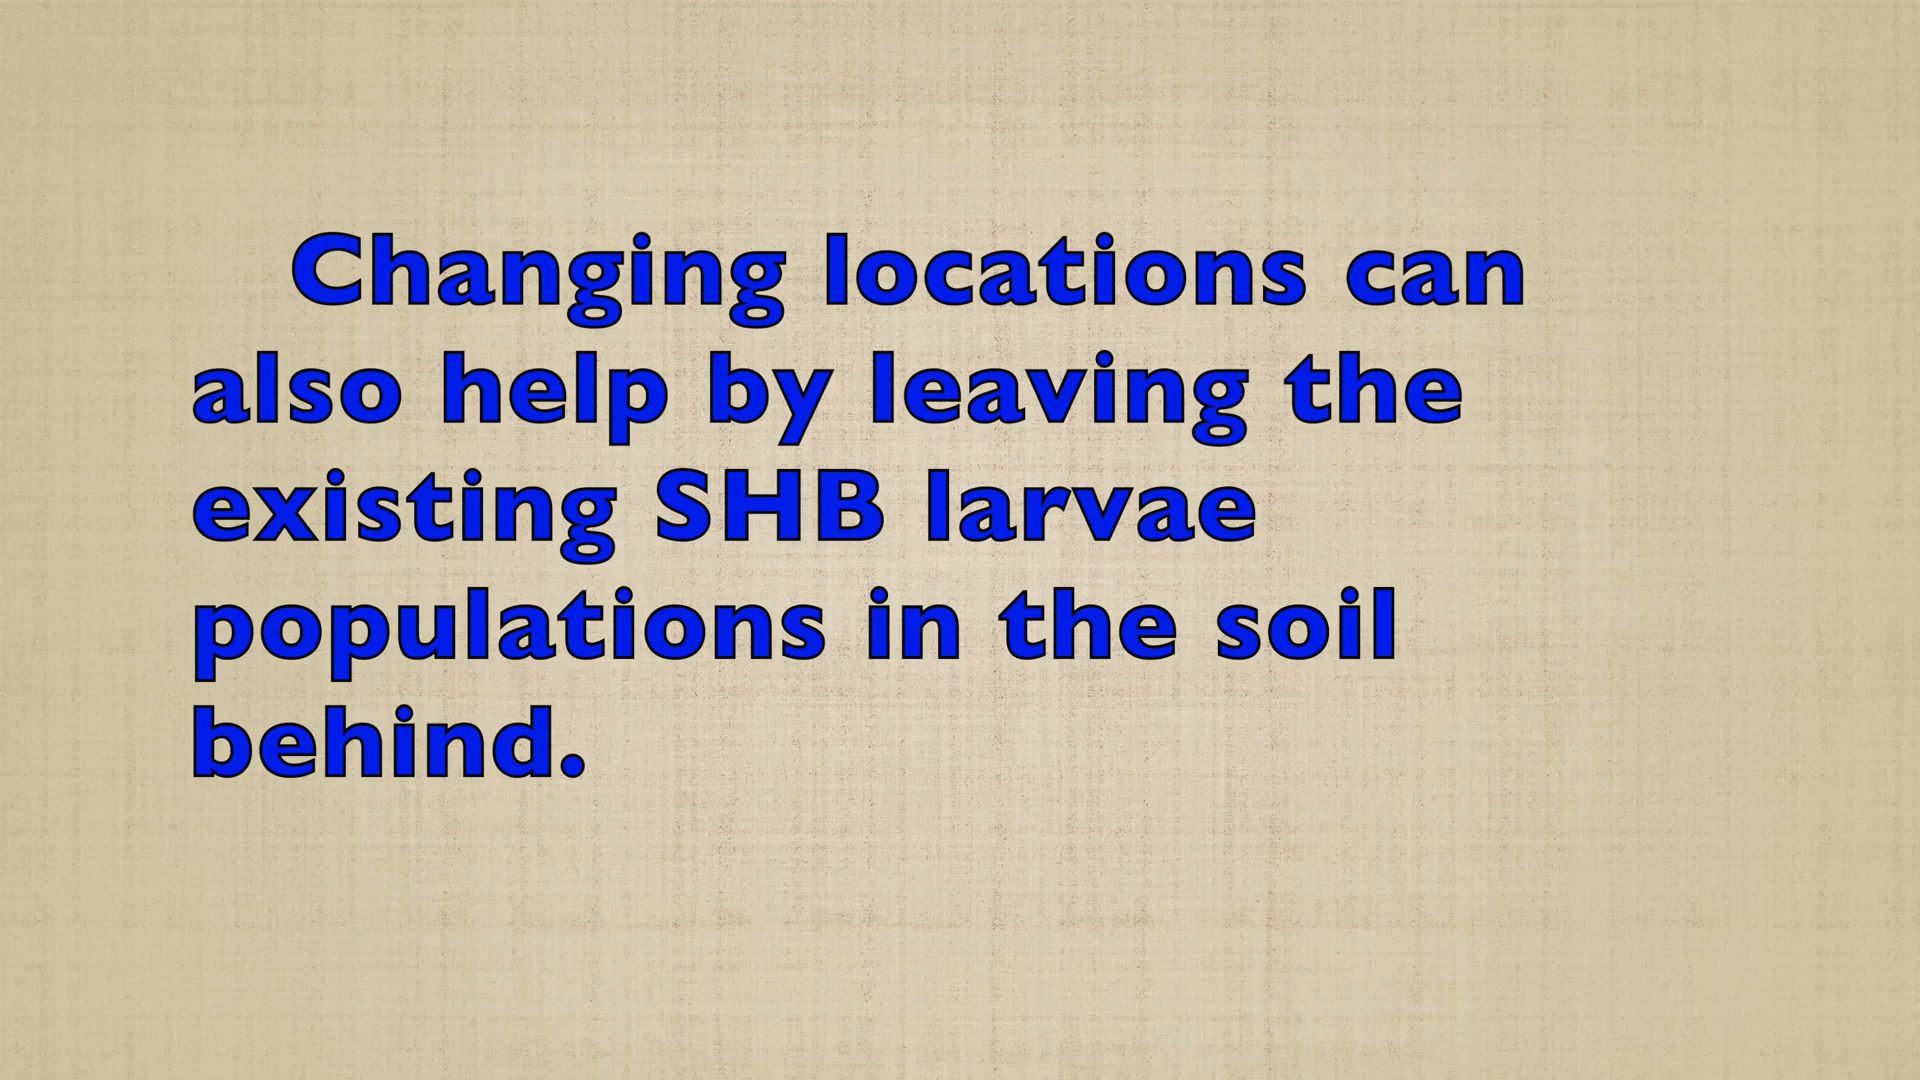 Changing locations can
also help by leaving the
existing SHB larvae
populations in the soil
behind.